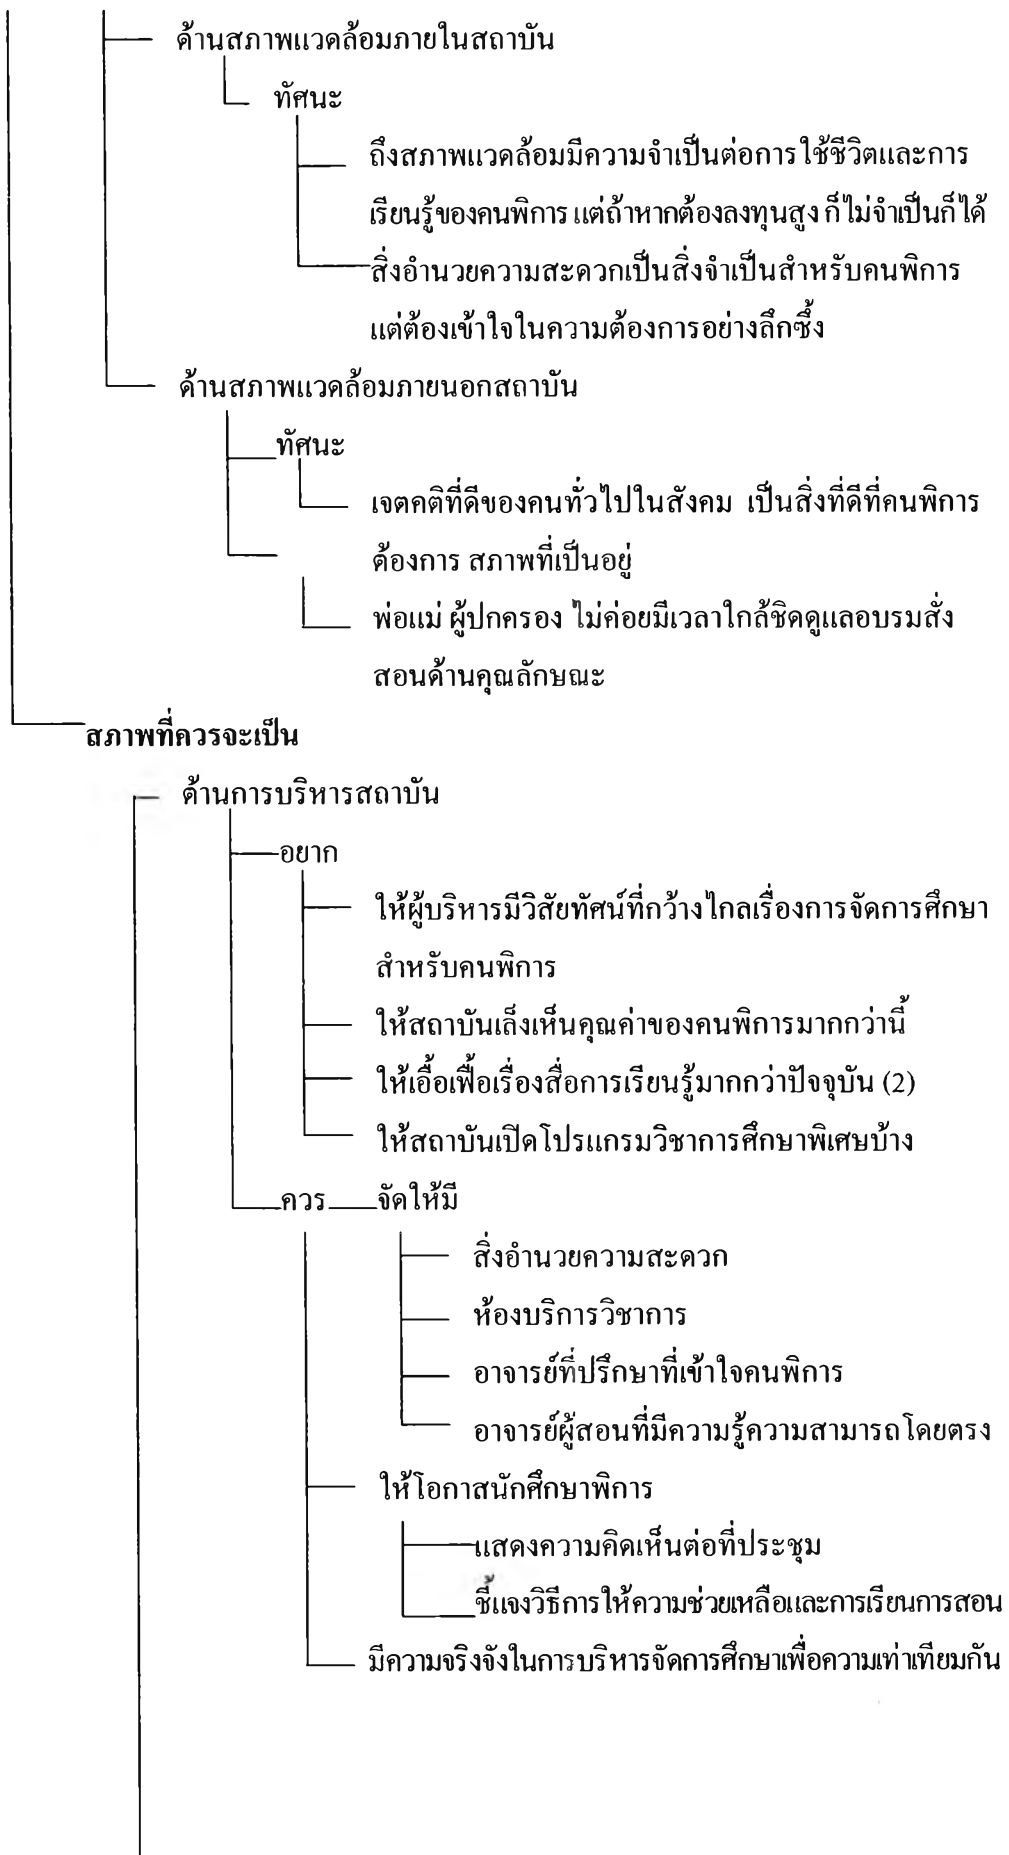 ด้านสภาพแวดล้อมภายในสถาบัน
ทัศนะ
ถึงสภาพแวดล้อมมีความจำเป็นต่อการใช้ชีวิตและการ
เรียนรู้ของคนพิการ แต่ถ้าหากต้องลงทุนสูง ก็ไม่จำเป็นก็ได้
สิ่งอำนวยความสะดวกเป็นสิ่งจำเป็นสำหรับคนพิการ
แต่ต้องเข้าใจในความต้องการอย่างลึกซึ้ง
ด้านสภาพแวดล้อมภายนอกสถาบัน
ทัศนะ
เจตคติที่ดีของคนทั่วไปในสังคม เป็นสิ่งที่ดีที่คนพิการ
ต้องการ สภาพที่เป็นอยู่
พ่อแม่ ผู้ปกครอง ไม่ค่อยมีเวลาใกล้ชิดดูแลอบรมสั่ง
สอนด้านคุณลักษณะ
สภาพที่ควรจะเป็น
ด้านการบริหารสถาบัน
อยาก
ให้ผู้บริหารมีวิสัยทัศน์ที่กว้างไกลเรื่องการจัดการศึกษา
สำหรับคนพิการ
ให้สถาบันเล็งเห็นคุณค่าของคนพิการมากกว่านี้
ให้เอื้อเฟื้อเรื่องสื่อการเรียนรู้มากกว่าปัจจุบัน (2)
ให้สถาบันเปิดโปรแกรมวิชาการศึกษาพิเศษบ้าง
ควร จัดให้มี
สิ่งอำนวยความสะดวก
ห้องบริการวิชาการ
อาจารย์ที่ปรึกษาที่เข้าใจคนพิการ
อาจารย์ผู้สอนที่มีความรู้ความสามารถโดยตรง
ให้โอกาสนักศึกษาพิการ
แสดงความคิดเห็นต่อที่ประชุม
ชี้แจงวิธีการให้ความช่วยเหลือและการเรียนการสอน
มีความจริงจังในการบริหารจัดการศึกษาเพื่อความเท่าเทียมกัน